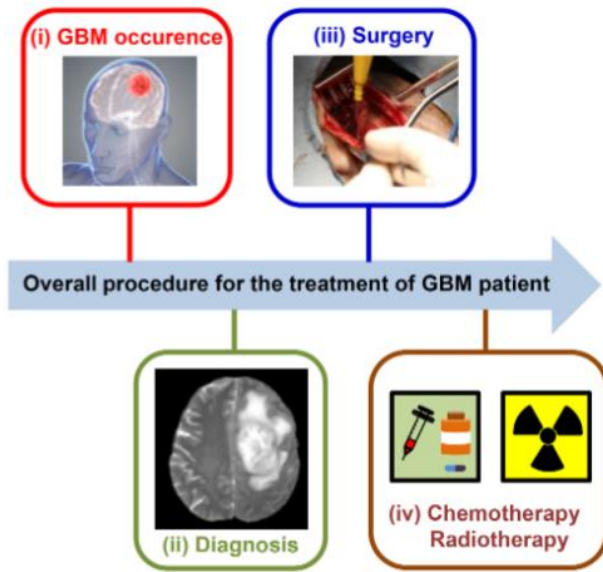 (i) GBM occurence
(iii) Surgery
Overall procedure for the treatment of GBM patient
(ii) Diagnosis
(iv) Chemotherapy
Radiotherapy